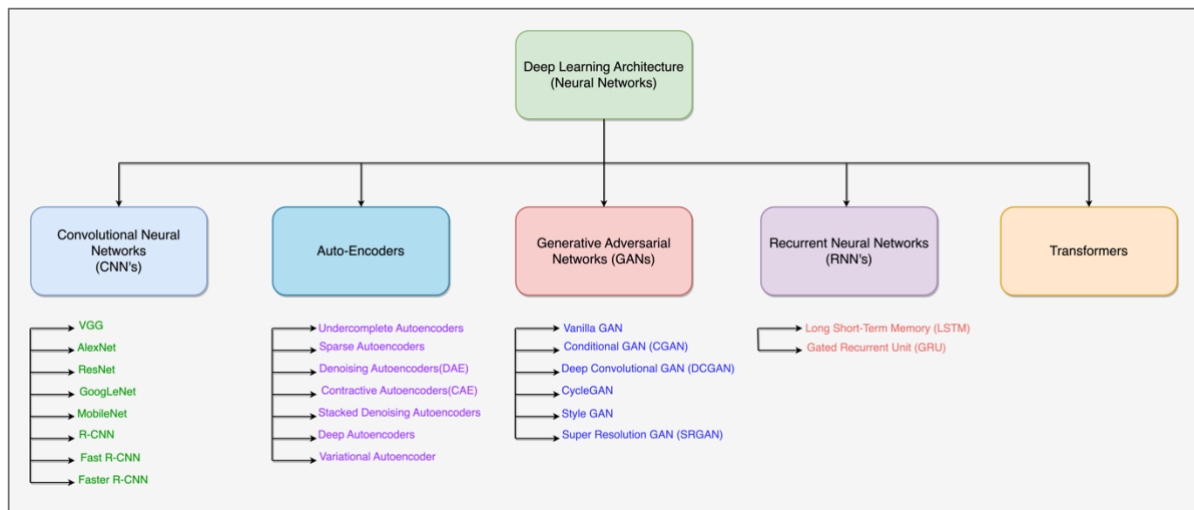 Deep Learning Architecture
(Neural Networks)
Convolutional Neural
Networks
(CNN's)
Auto-Encoders
Generative Adversarial
Networks (GANs)
Recurrent Neural Networks
(RNN's)
Transformers
VGG
AlexNet
ResNet
GoogLeNet
MobileNet
R-CNN
Fast R-CNN
Faster R-CNN
Undercomplete Autoencoders
Sparse Autoencoders
Denoising Autoencoders(DAE)
Contractive Autoencoders(CAE)
Stacked Denoising Autoencoders
Deep Autoencoders
Variational Autoencoder
Vanilla GAN
Conditional GAN (CGAN)
Deep Convolutional GAN (DCGAN)
CycleGAN
Style GAN
Super Resolution GAN (SRGAN)
Long Short-Term Memory (LSTM)
Gated Recurrent Unit (GRU)